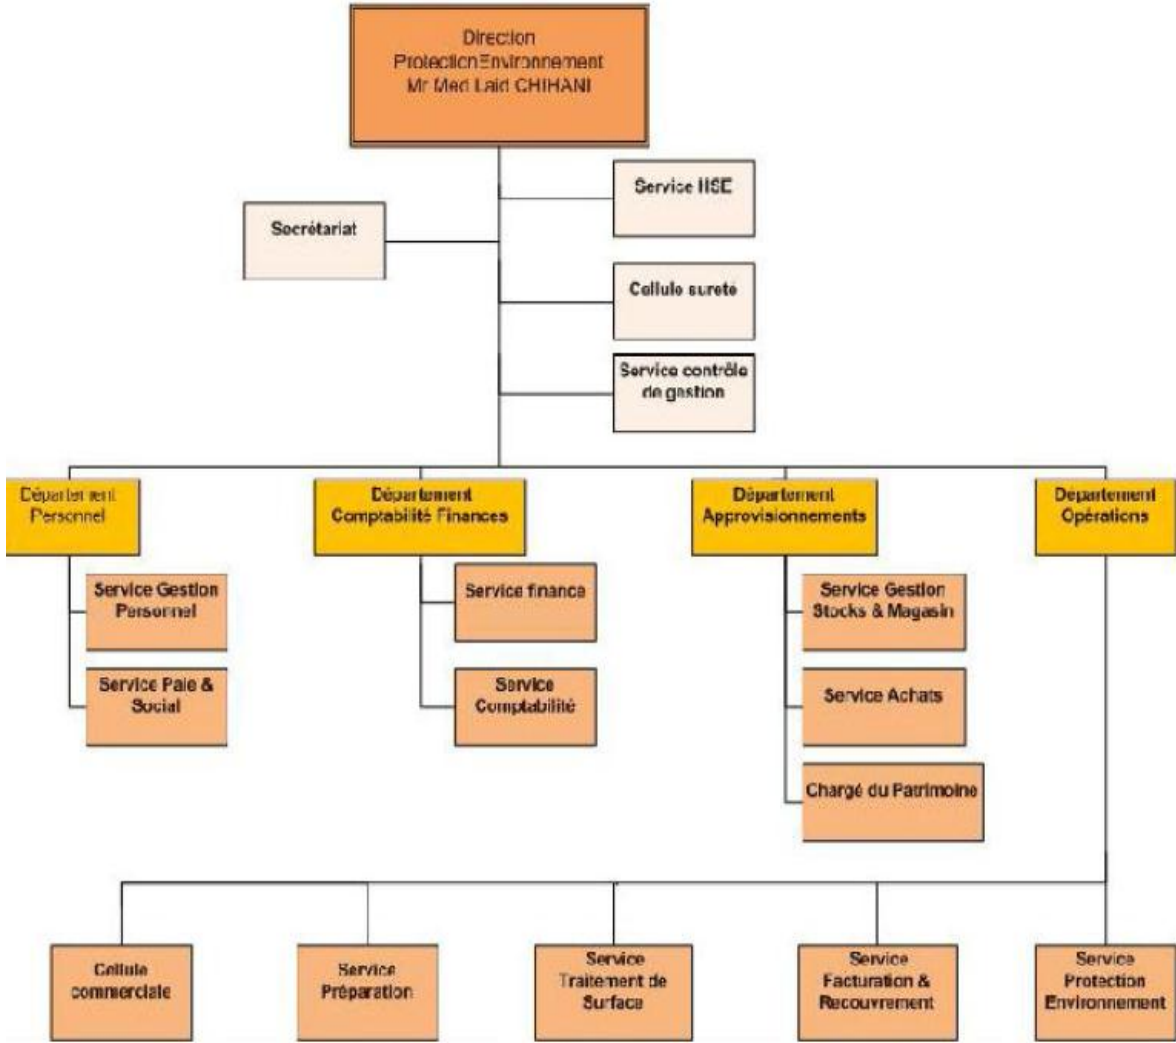 Direction
ProtectionEnvironnement
Mr Med Laid CHIHANI
Service HSE
Secrétariat
Cellule sureté
Service contrôle
de gestion
Département
Personnel
Département
Comptabilité Finances
Département
Approvisionnements
Département
Opérations
Service Gestion
Personnel
Service finance
Service Gestion
Stocks & Magasin
Service Paie &
Social
Service
Comptabilité
Service Achats
Chargé du Patrimoine
Cellule
commerciale
Service
Préparation
Service
Traitement de
Surface
Service
Facturation &
Recouvrement
Service
Protection
Environnement